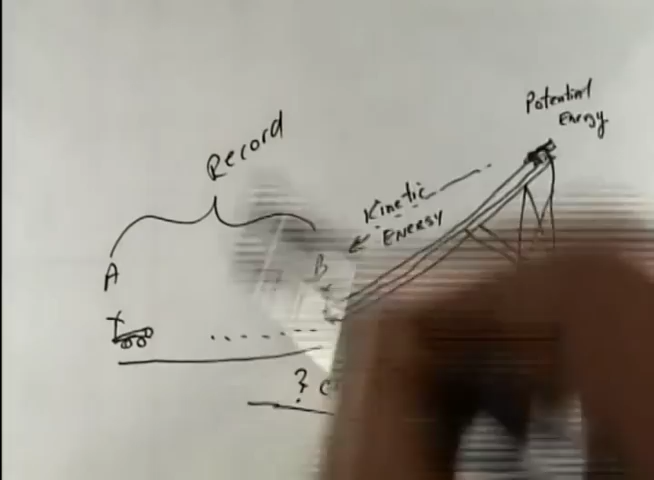 Record
Potential
Energy
Kinetic
ENERGY
A
B
? C